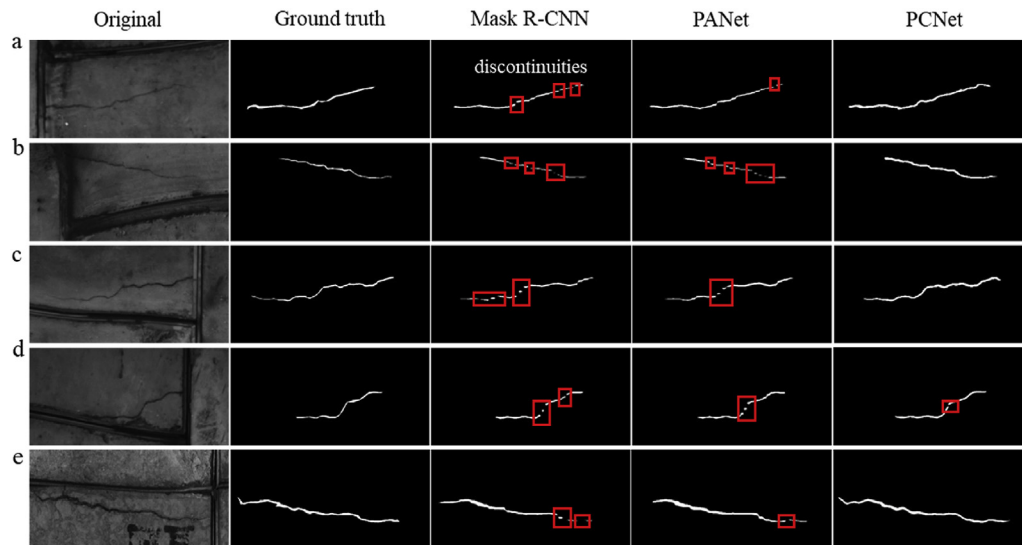 Original Ground truth Mask R-CNN PANet PCNet
a
discontinuities
b
c
d
e